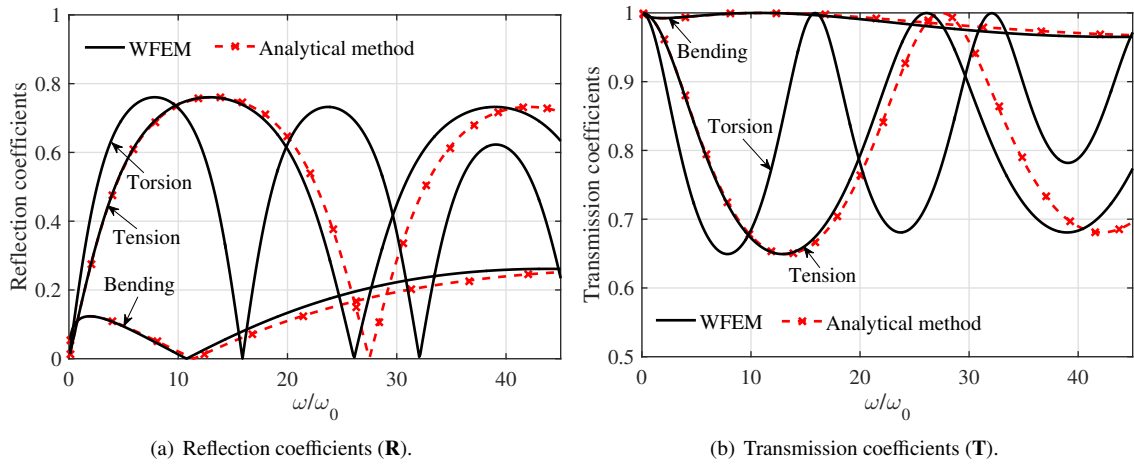 1
0.8
0.6
0.4
0.2
0
0 10 20 30 40
Reflection coefficients
ω/ω0
WFEM
Analytical method
Torsion
Tension
Bending
(a) Reflection coefficients (R).
1
0.9
0.8
0.7
0.6
0.5
0 10 20 30 40
Transmission coefficients
ω/ω0
Bending
Torsion
Tension
WFEM
Analytical method
(b) Transmission coefficients (T).